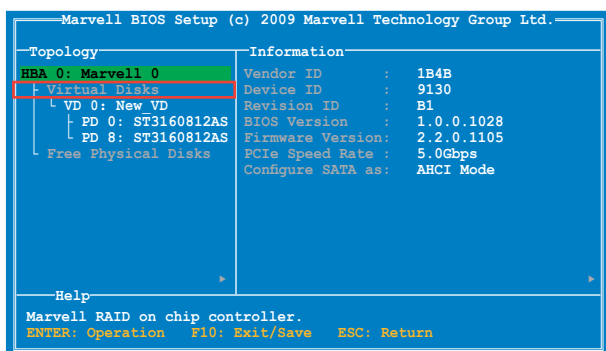 Marvell BIOS Setup (c) 2009 Marvell Technology Group Ltd.
Topology
HBA 0: Marvell 0
Virtual Disks
VD 0: New_VD
PD 0: ST3160812AS
PD 8: ST3160812AS
Free Physical Disks
Information
Vendor ID : 1B4B
Device ID : 9130
Revision ID : B1
BIOS Version : 1.0.0.1028
Firmware Version: 2.2.0.1105
PCIe Speed Rate : 5.0Gbps
Configure SATA as: AHCI Mode
Help
Marvell RAID on chip controller.
ENTER: Operation F10: Exit/Save ESC: Return